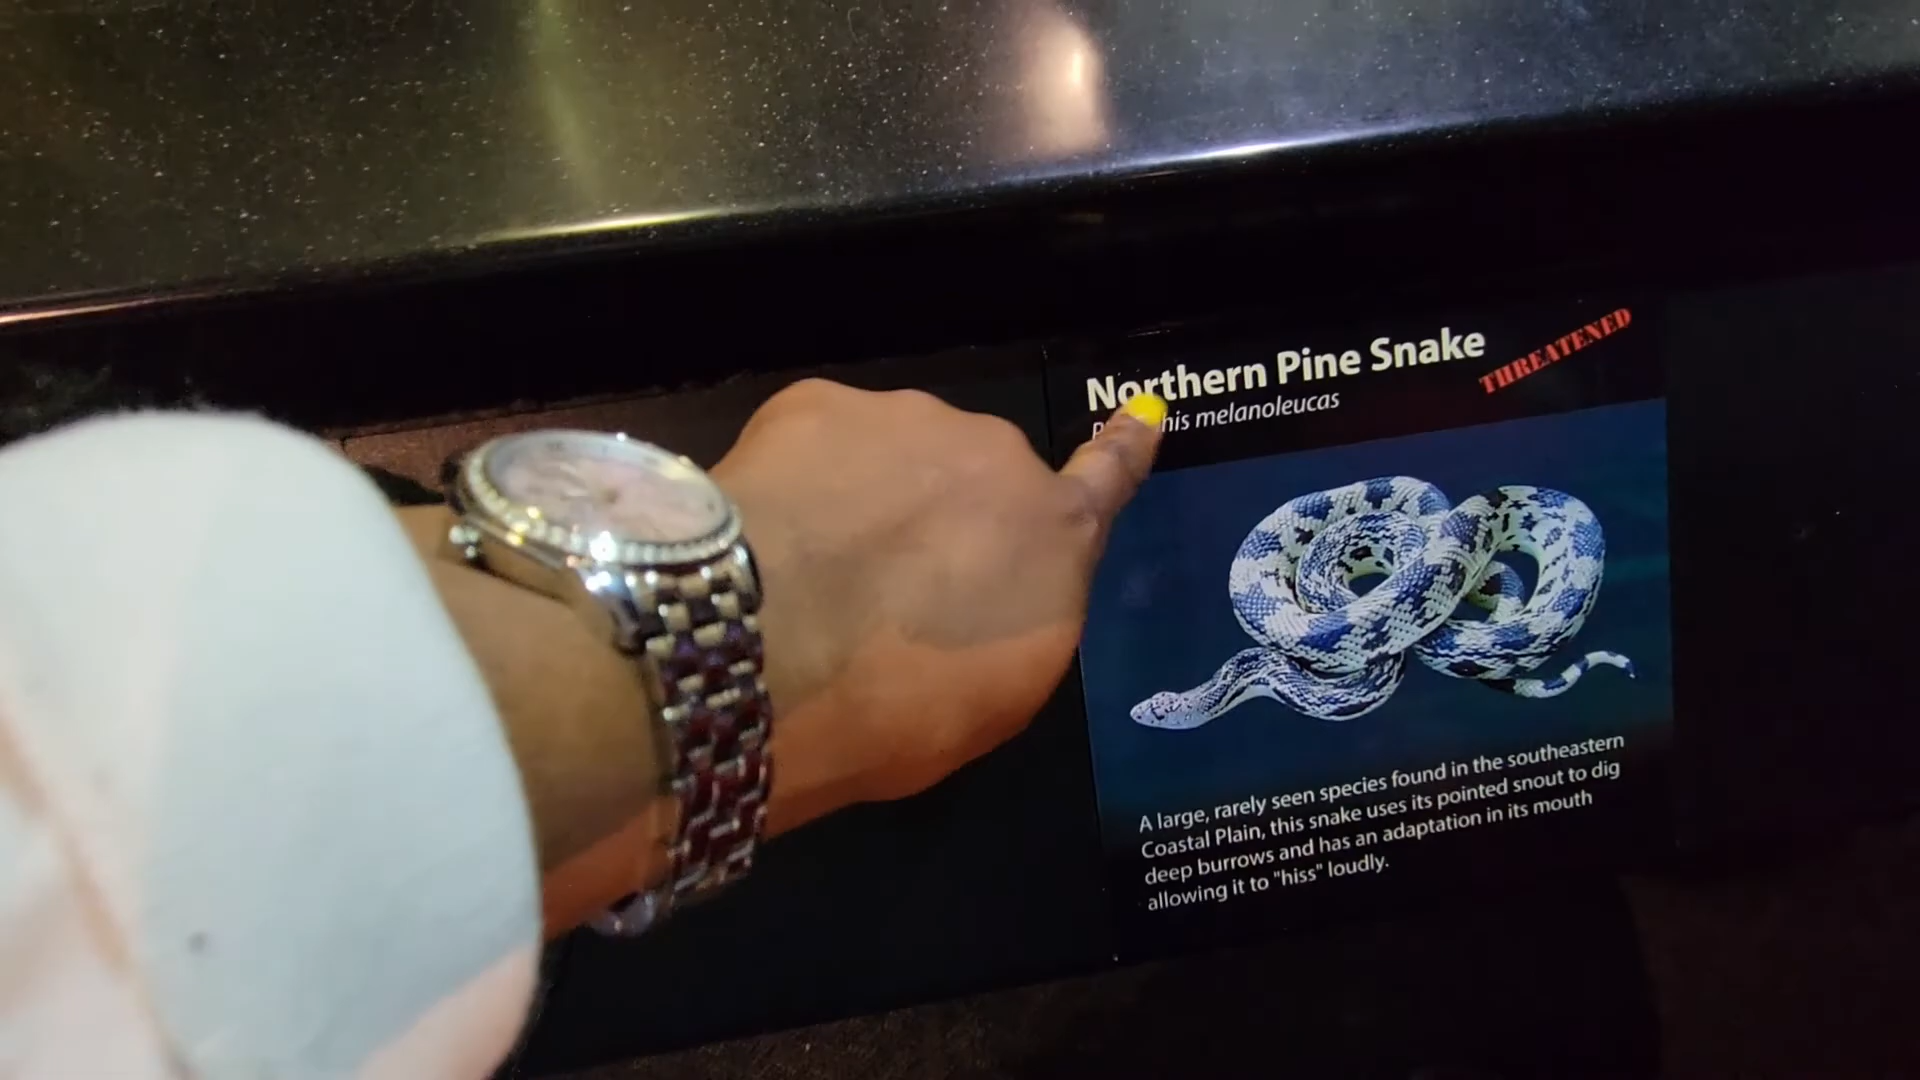 Northern Pine Snake
THREATENED
melanoleucas
A large, rarely seen species found in the southeastern
Coastal Plain, this snake uses its pointed snout to dig
deep burrows and has an adaptation in its mouth
allowing it to "hiss" loudly.